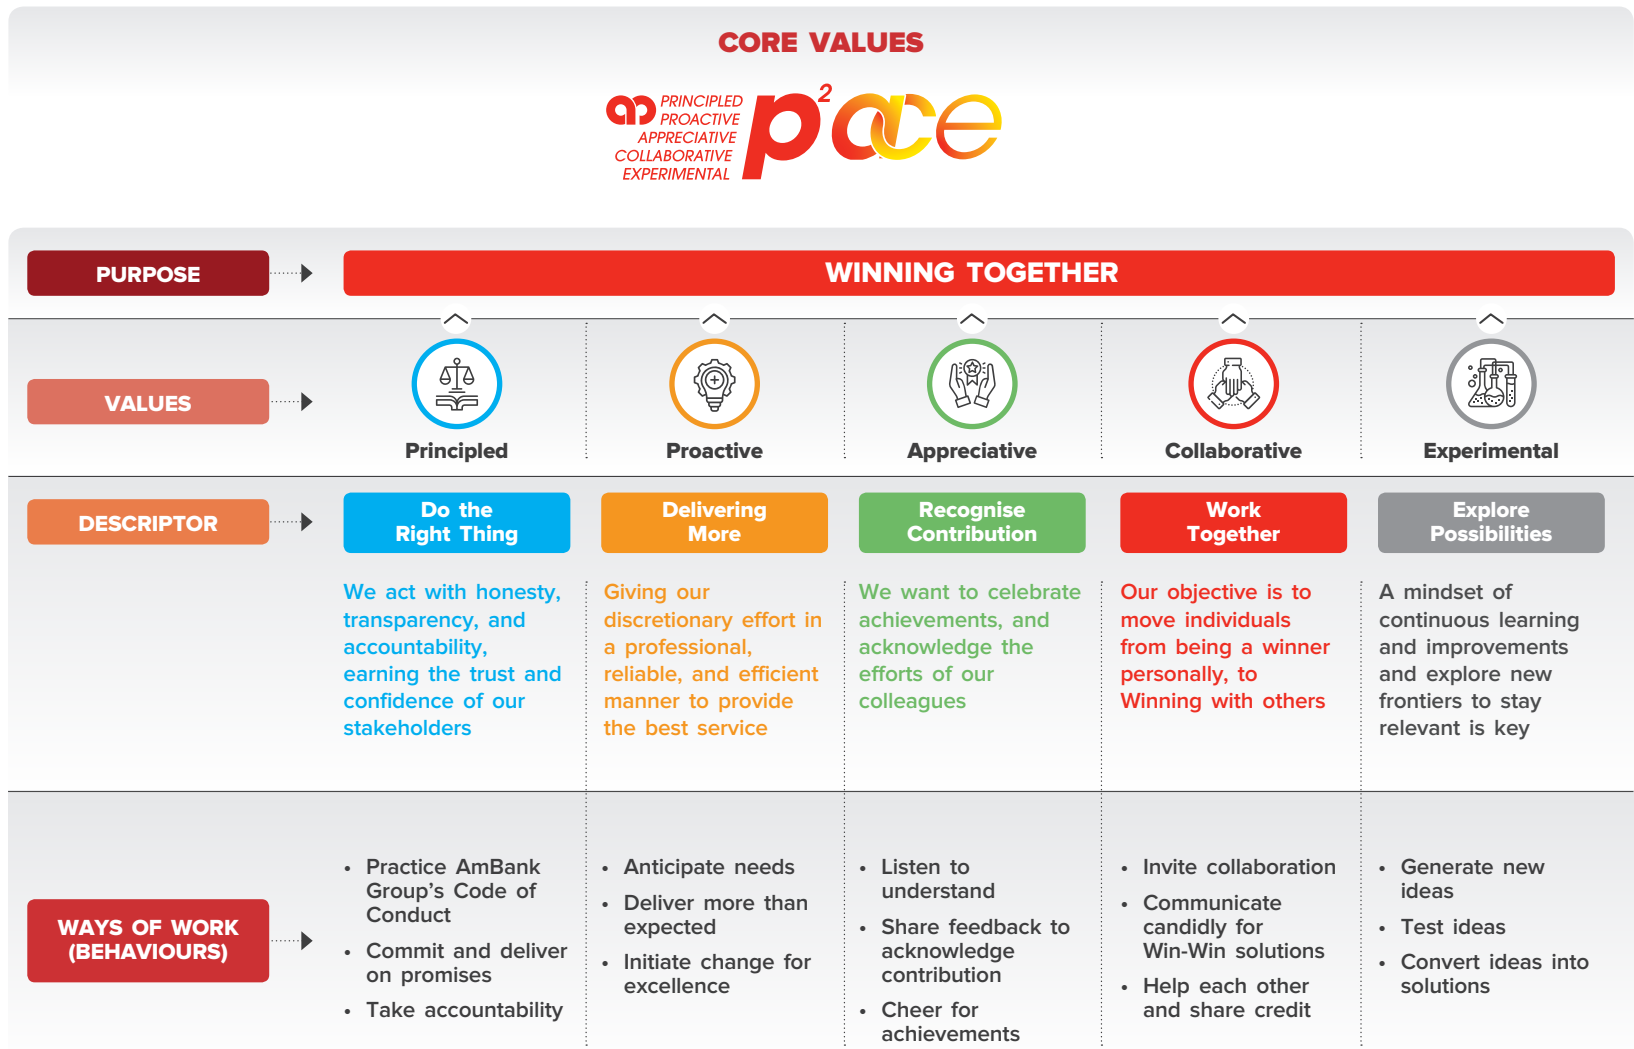 CORE VALUES
PRINCIPLED
PROACTIVE
APPRECIATIVE
COLLABORATIVE
EXPERIMENTAL
p²ace
PURPOSE
WINNING TOGETHER
VALUES
Principled
Proactive
Appreciative
Collaborative
Experimental
DESCRIPTOR
Do the
Right Thing
Delivering
More
Recognise
Contribution
Work
Together
Explore
Possibilities
We act with honesty,
transparency, and
accountability,
earning the trust and
confidence of our
stakeholders
Giving our
discretionary effort in
a professional,
reliable, and efficient
manner to provide
the best service
We want to celebrate
achievements, and
acknowledge the
efforts of our
colleagues
Our objective is to
move individuals
from being a winner
personally, to
Winning with others
A mindset of
continuous learning
and improvements
and explore new
frontiers to stay
relevant is key
WAYS OF WORK
(BEHAVIOURS)
• Practice AmBank
Group's Code of
Conduct
• Commit and deliver
on promises
• Take accountability
• Anticipate needs
• Deliver more than
expected
• Initiate change for
excellence
• Listen to
understand
• Share feedback to
acknowledge
contribution
• Cheer for
achievements
• Invite collaboration
• Communicate
candidly for
Win-Win solutions
• Help each other
and share credit
• Generate new
ideas
• Test ideas
• Convert ideas into
solutions